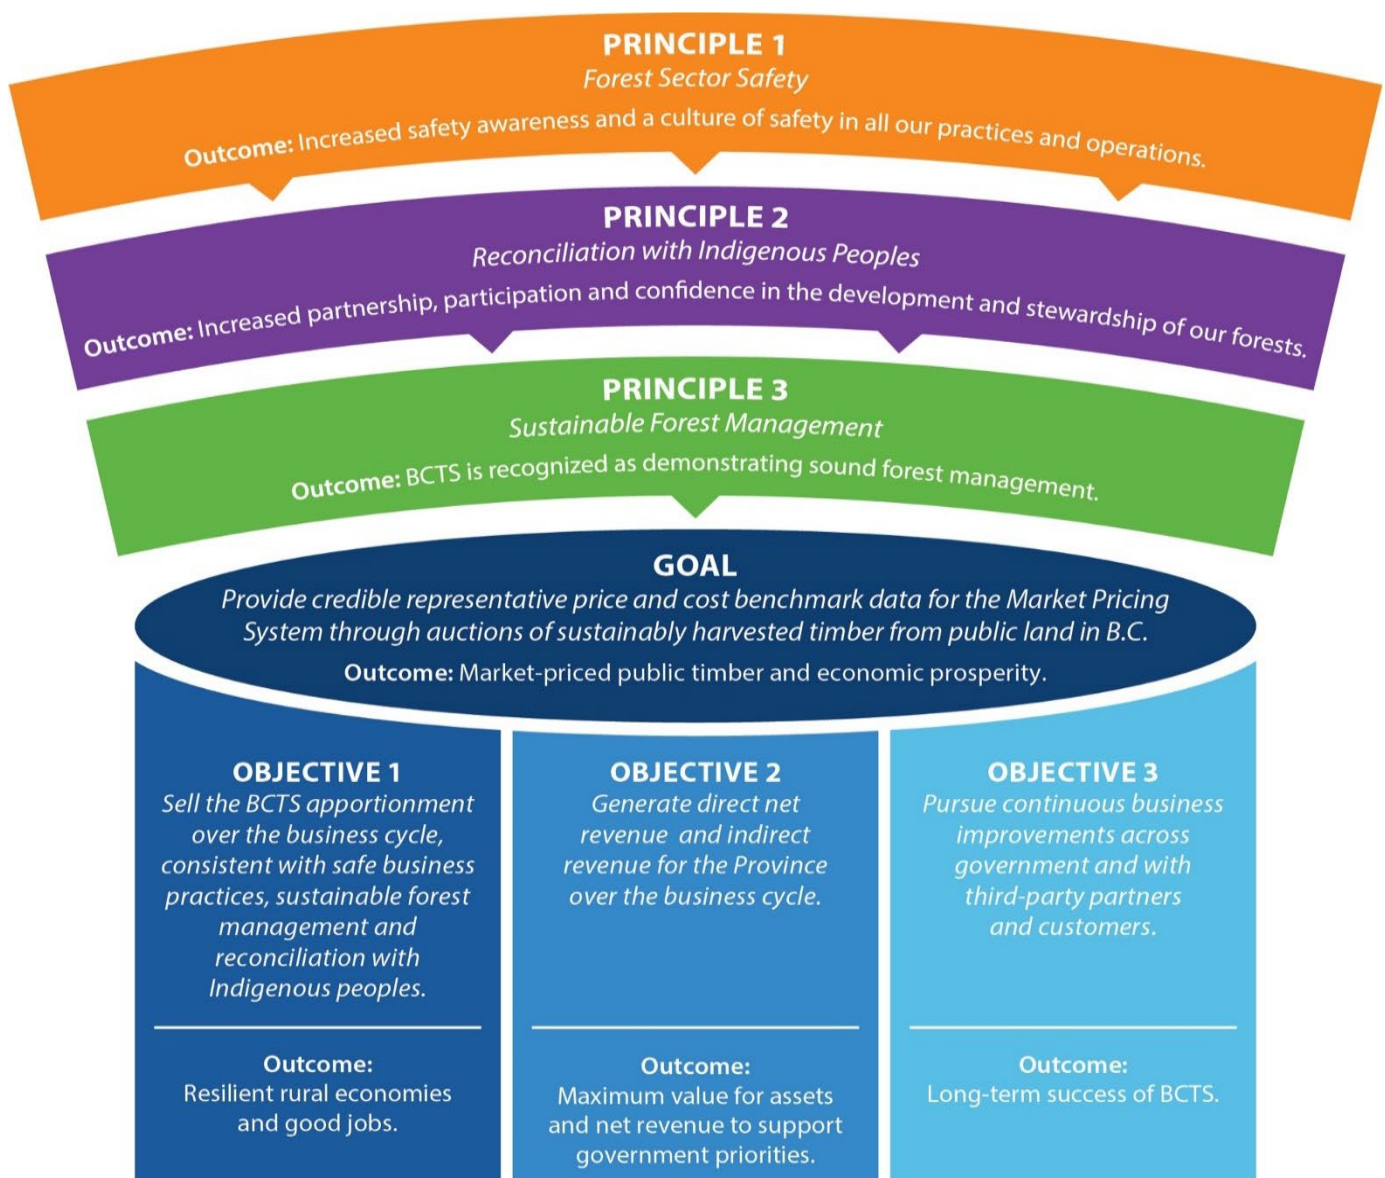 PRINCIPLE 1
Forest Sector Safety
Outcome: Increased safety awareness and a culture of safety in all our practices and operations.
PRINCIPLE 2
Reconciliation with Indigenous Peoples
Outcome: Increased partnership, participation and confidence in the development and stewardship of our forests.
PRINCIPLE 3
Sustainable Forest Management
Outcome: BCTS is recognized as demonstrating sound forest management.
GOAL
Provide credible representative price and cost benchmark data for the Market Pricing
System through auctions of sustainably harvested timber from public land in B.C.
Outcome: Market-priced public timber and economic prosperity.
OBJECTIVE 1
Sell the BCTS apportionment
over the business cycle,
consistent with safe business
practices, sustainable forest
management and
reconciliation with
Indigenous peoples.
Outcome:
Resilient rural economies
and good jobs.
OBJECTIVE 2
Generate direct net
revenue and indirect
revenue for the Province
over the business cycle.
Outcome:
Maximum value for assets
and net revenue to support
government priorities.
OBJECTIVE 3
Pursue continuous business
improvements across
government and with
third-party partners
and customers.
Outcome:
Long-term success of BCTS.